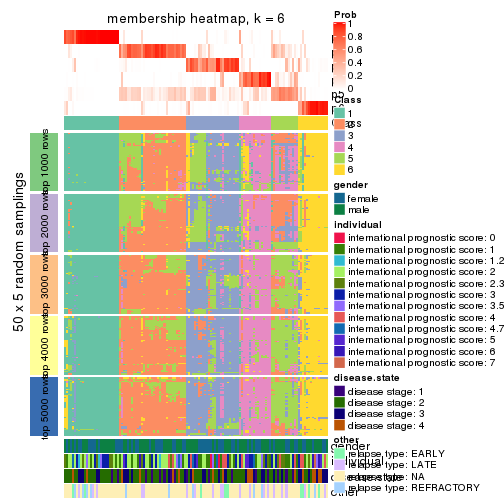 membership heatmap, k = 6
50 x 5 random samplings
top 1000 rows
top 2000 rows
top 3000 rows
top 4000 rows
top 5000 rows
Prob
1
0.8
0.6
0.4
0.2
0
Class
1
2
3
4
5
6
gender
female
male
individual
international prognostic score: 0
international prognostic score: 1
international prognostic score: 1.2
international prognostic score: 2
international prognostic score: 2.3
international prognostic score: 3
international prognostic score: 3.5
international prognostic score: 4
international prognostic score: 4.7
international prognostic score: 5
international prognostic score: 6
international prognostic score: 7
disease.state
disease stage: 1
disease stage: 2
disease stage: 3
disease stage: 4
other
relapse type: EARLY
relapse type: LATE
relapse type: NA
relapse type: REFRACTORY
gender
individual
disease.state
other